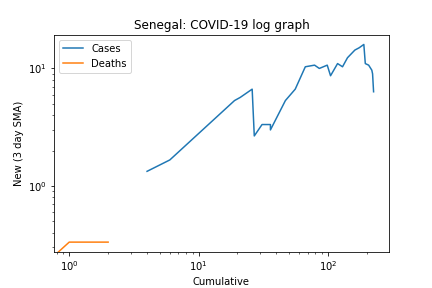 Senegal: COVID-19 log graph
Cases
Deaths
New (3 day SMA)
10¹
10⁰
10⁰
10¹
10²
Cumulative